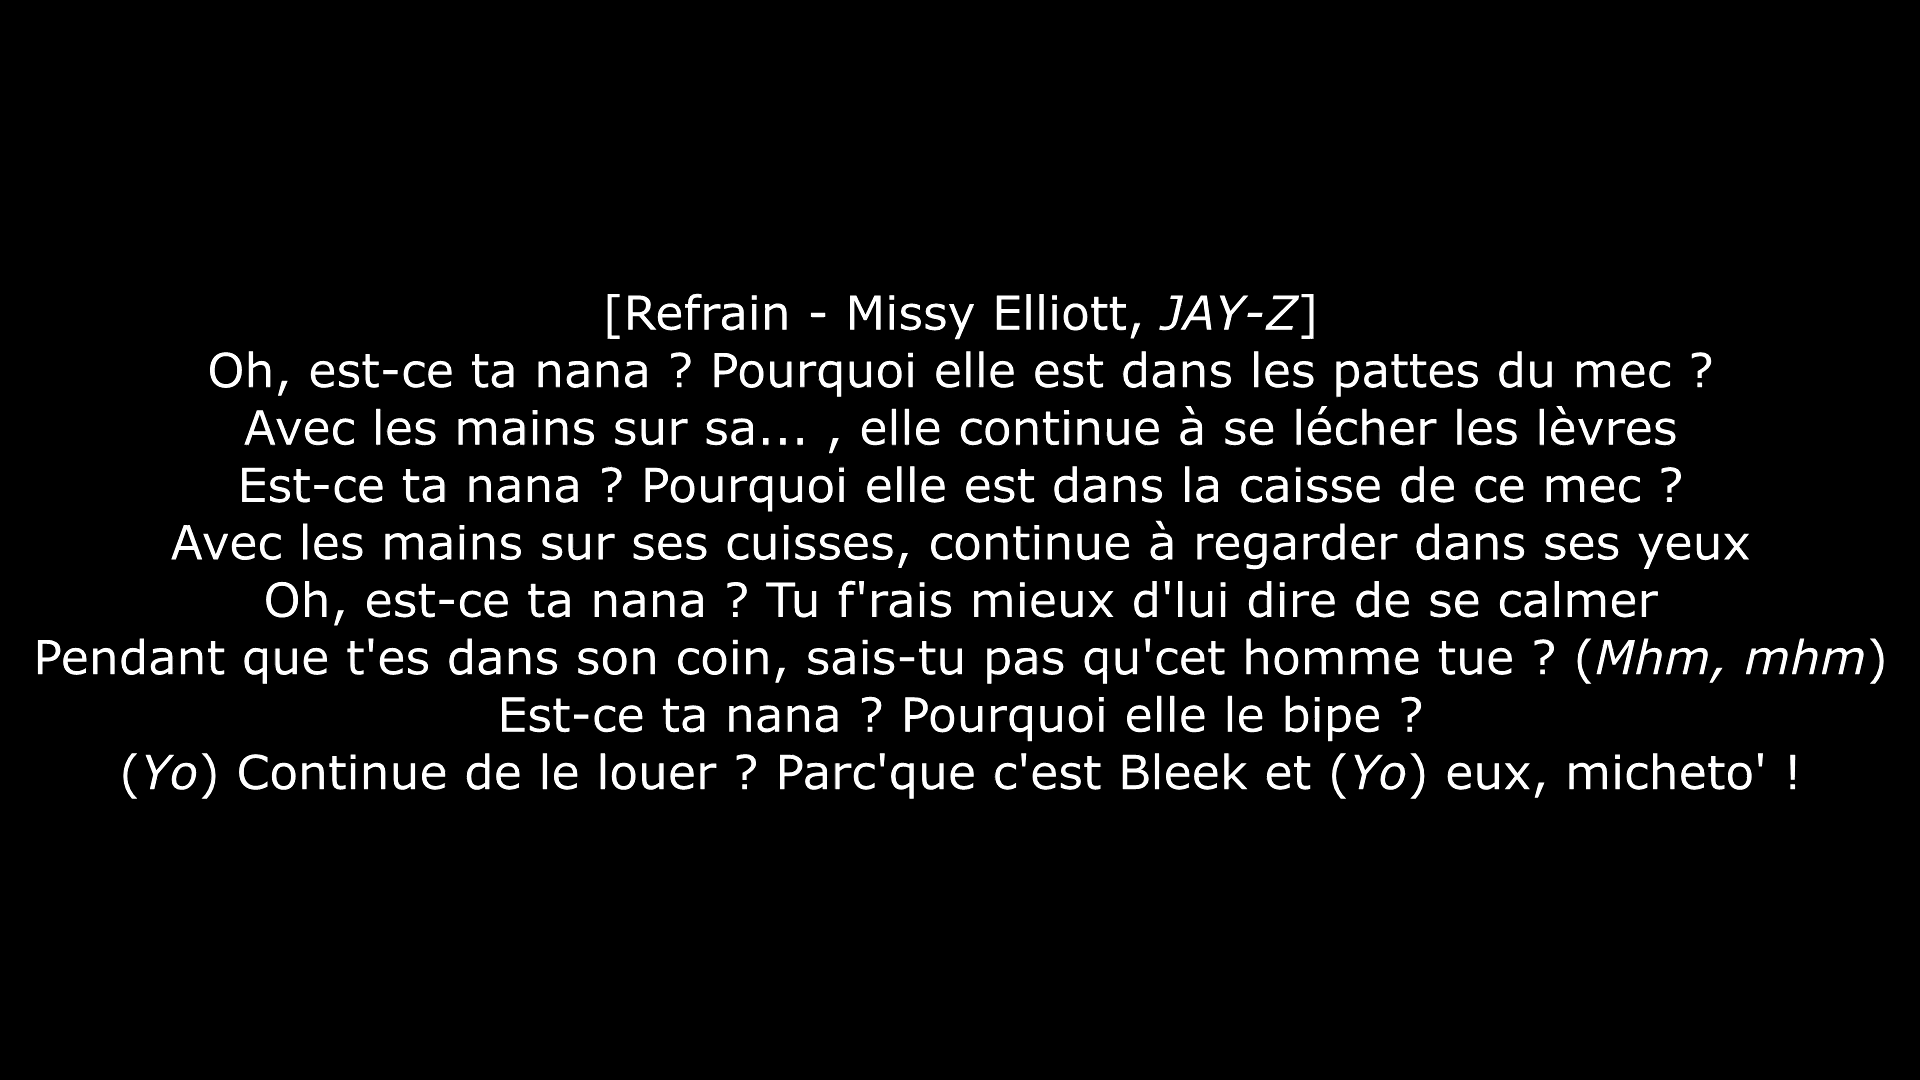 [Refrain - Missy Elliott, JAY-Z]
Oh, est-ce ta nana ? Pourquoi elle est dans les pattes du mec ?
Avec les mains sur sa... , elle continue à se lécher les lèvres
Est-ce ta nana ? Pourquoi elle est dans la caisse de ce mec ?
Avec les mains sur ses cuisses, continue à regarder dans ses yeux
Oh, est-ce ta nana ? Tu f'rais mieux d'lui dire de se calmer
Pendant que t'es dans son coin, sais-tu pas qu'cet homme tue ? (Mhm, mhm)
Est-ce ta nana ? Pourquoi elle le bipe ?
(Yo) Continue de le louer ? Parc'que c'est Bleek et (Yo) eux, micheto' !